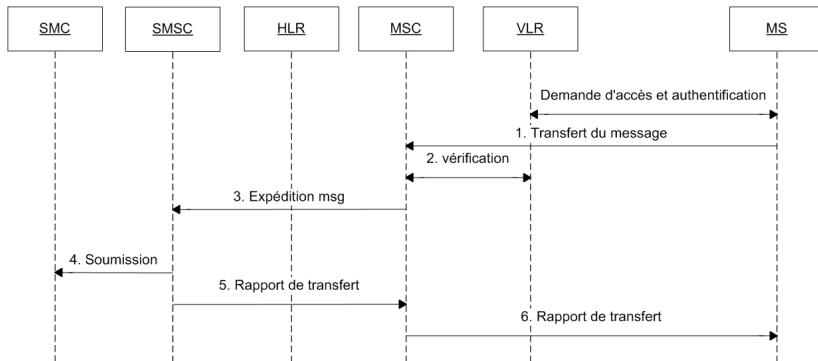 SMC
SMSC
HLR
MSC
VLR
MS
Demande d'accès et authentification
1. Transfert du message
2. vérification
3. Expédition msg
4. Soumission
5. Rapport de transfert
6. Rapport de transfert